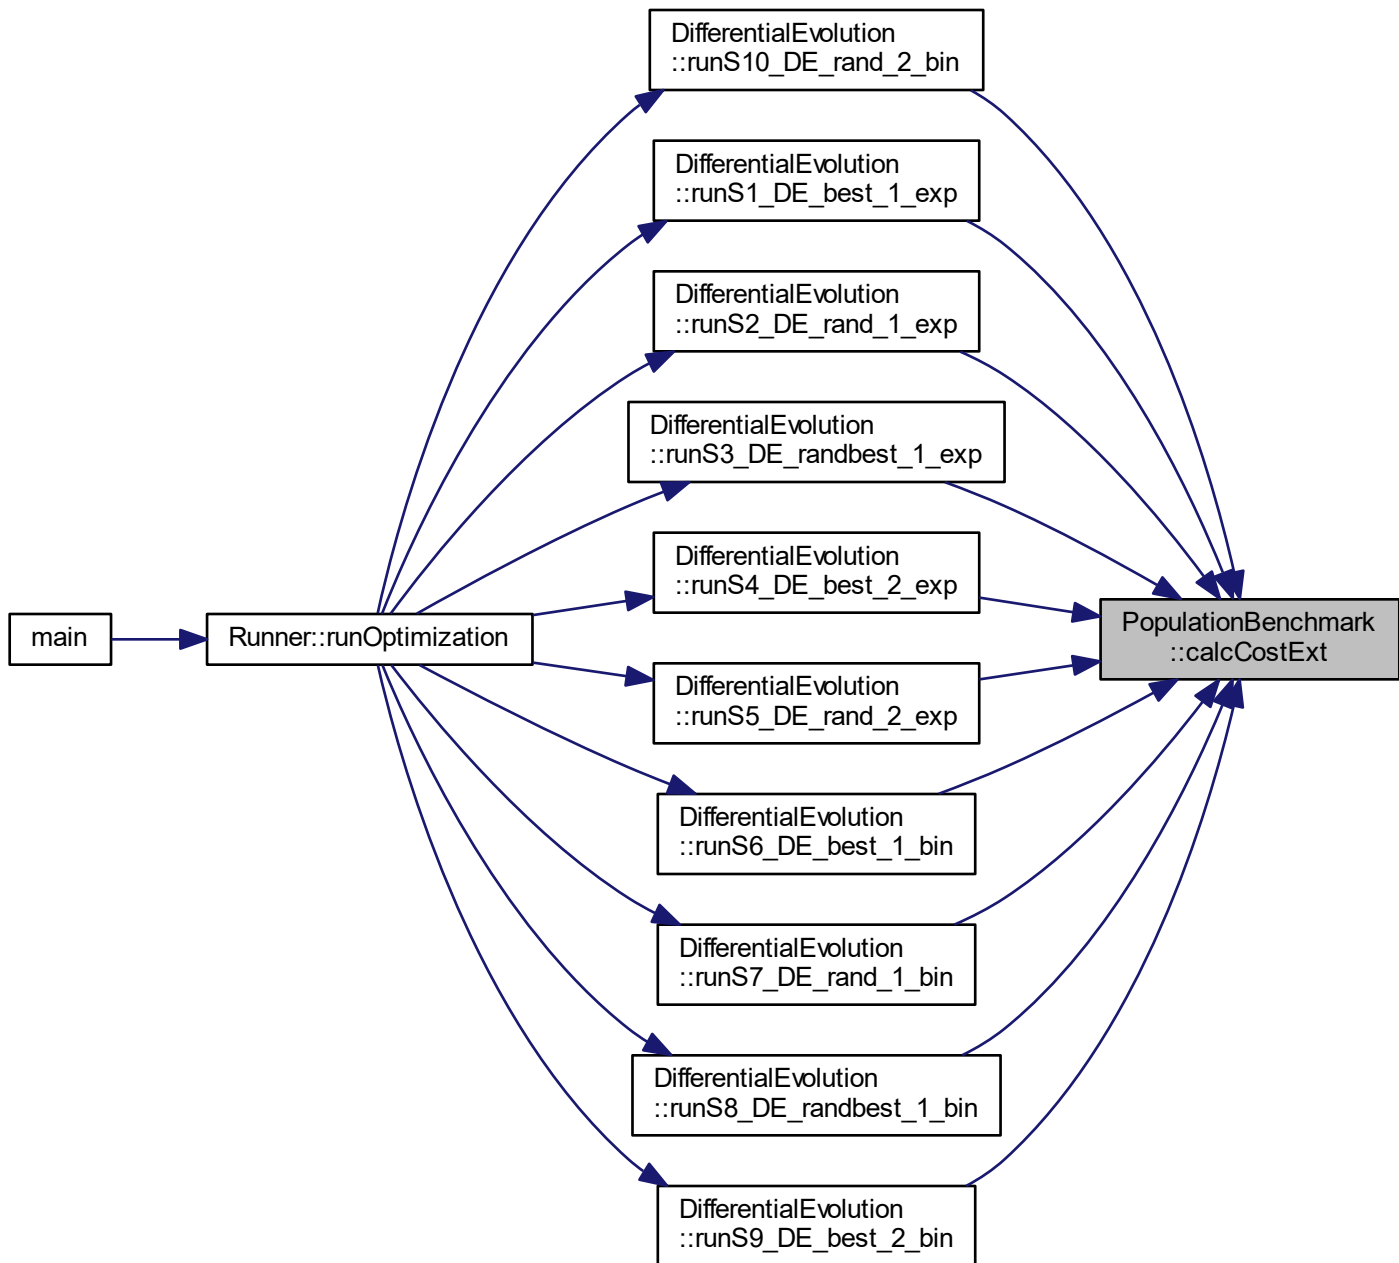 DifferentialEvolution
::runS10_DE_rand_2_bin
DifferentialEvolution
::runS1_DE_best_1_exp
DifferentialEvolution
::runS2_DE_rand_1_exp
DifferentialEvolution
::runS3_DE_randbest_1_exp
DifferentialEvolution
::runS4_DE_best_2_exp
main
Runner::runOptimization
PopulationBenchmark
::calcCostExt
DifferentialEvolution
::runS5_DE_rand_2_exp
DifferentialEvolution
::runS6_DE_best_1_bin
DifferentialEvolution
::runS7_DE_rand_1_bin
DifferentialEvolution
::runS8_DE_randbest_1_bin
DifferentialEvolution
::runS9_DE_best_2_bin